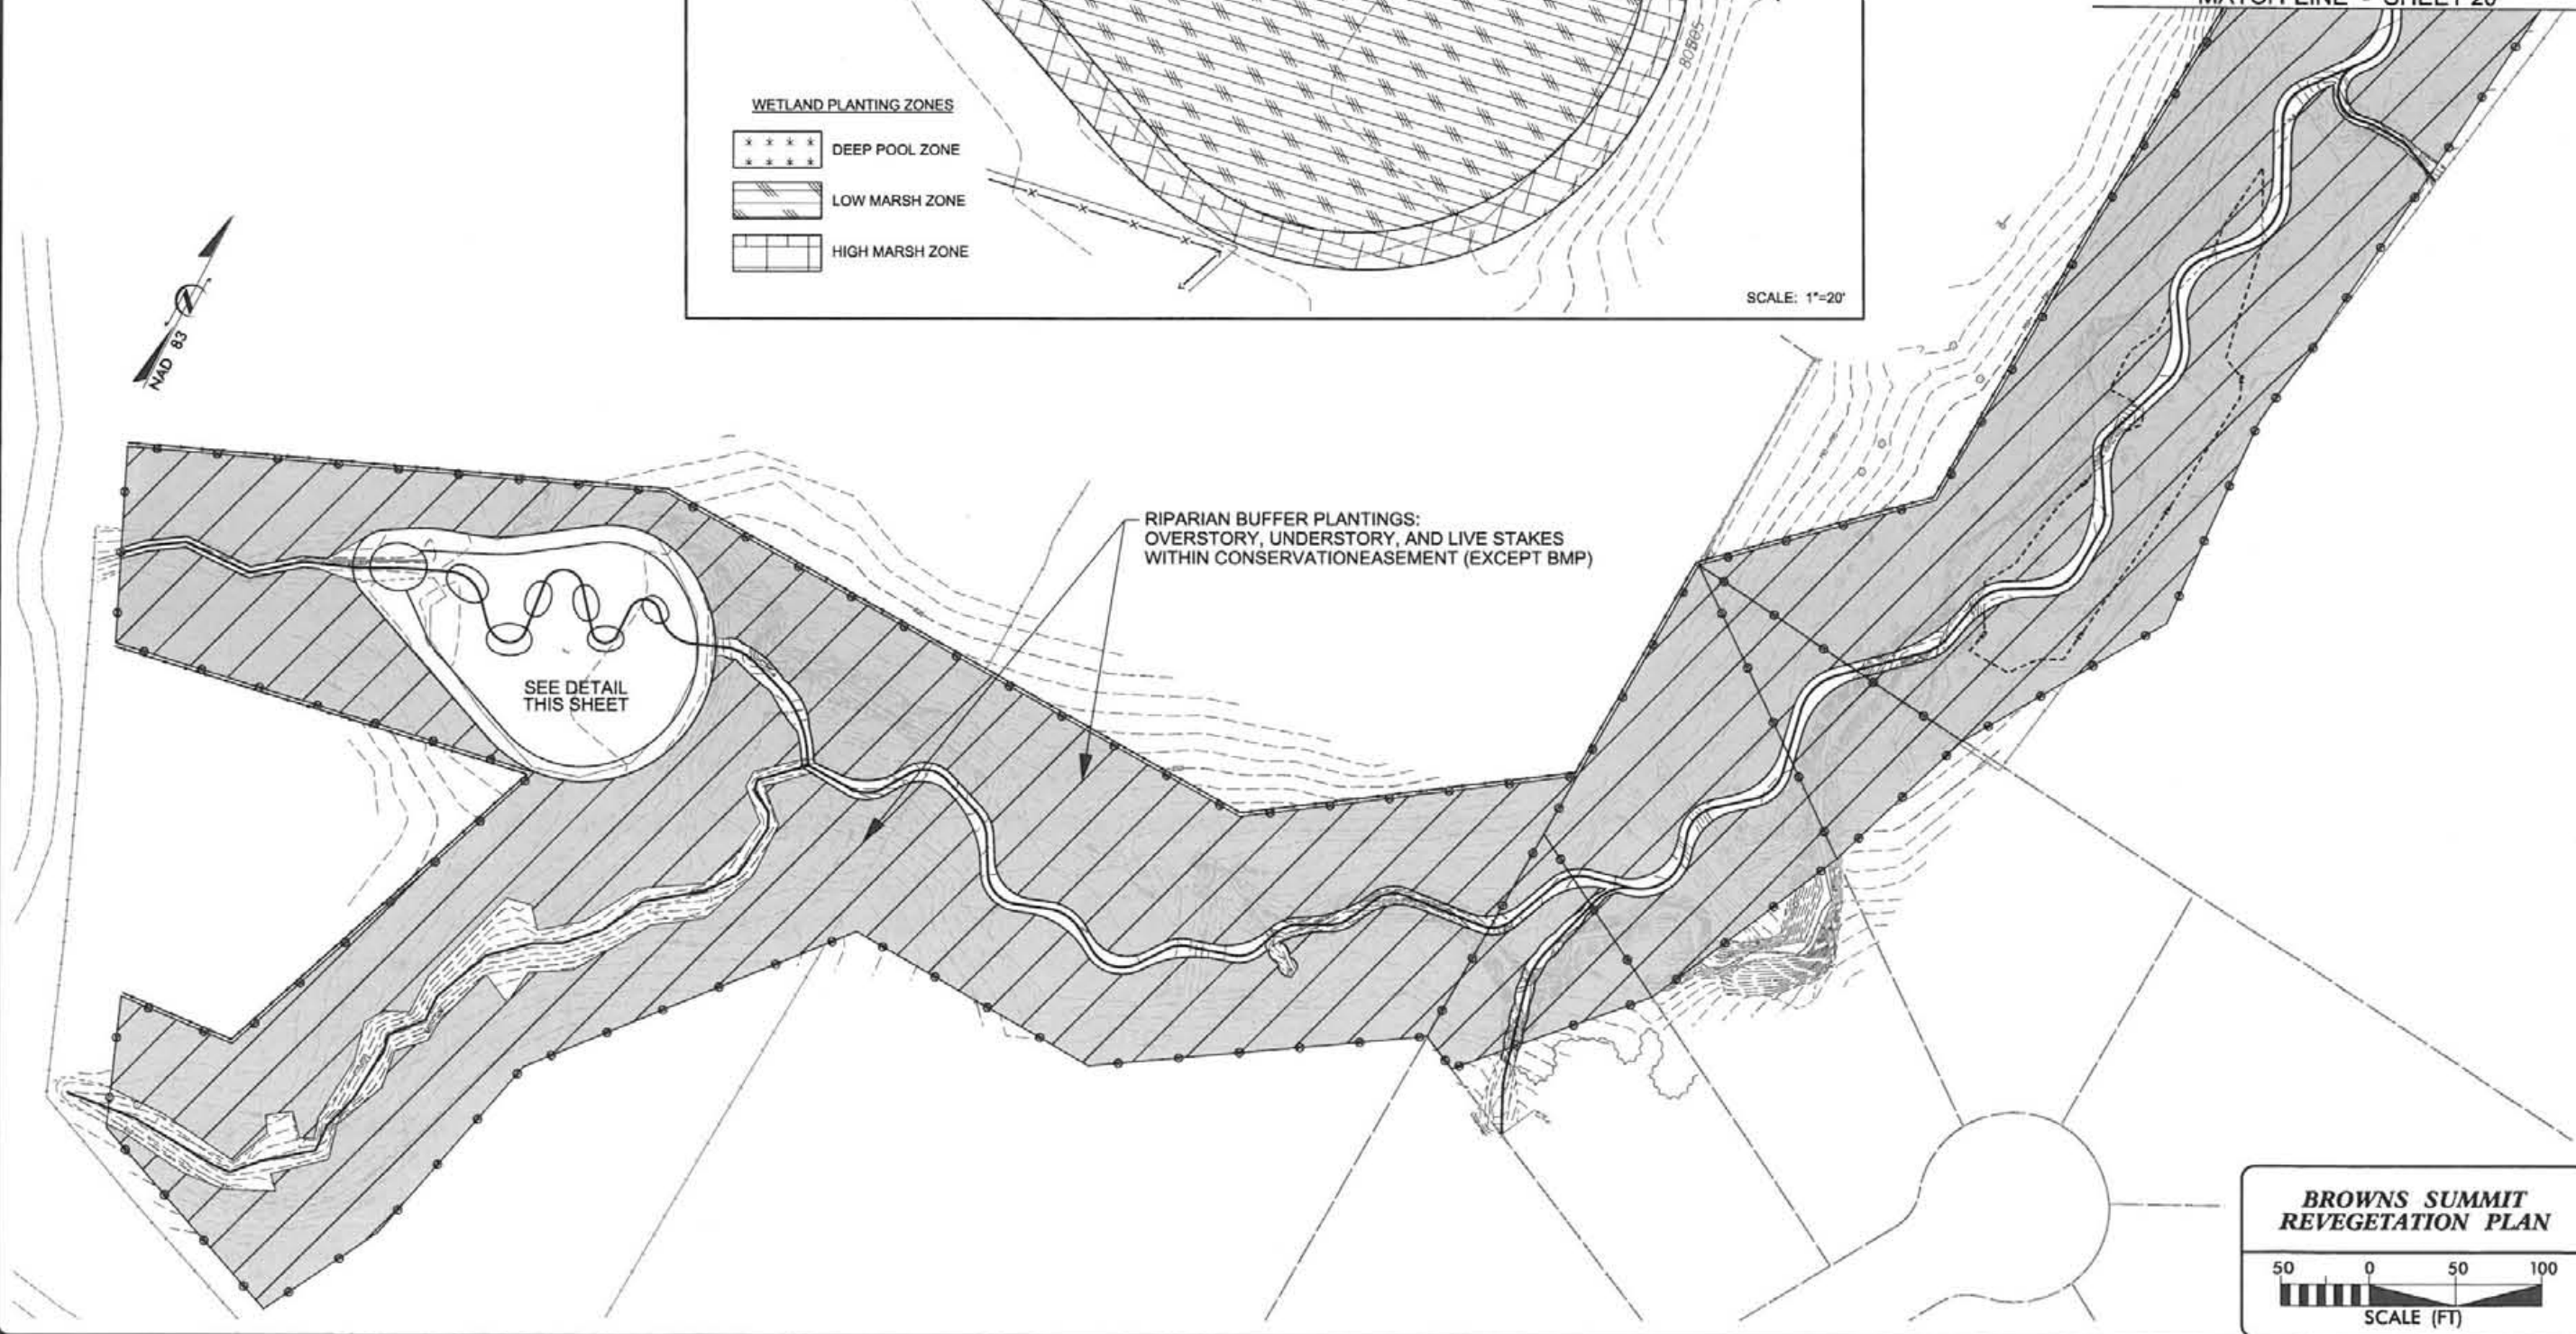 MATCH LINE - SHEET 20
WETLAND PLANTING ZONES
DEEP POOL ZONE
LOW MARSH ZONE
HIGH MARSH ZONE
SCALE: 1"=20'
NAD 83
RIPARIAN BUFFER PLANTINGS:
OVERSTORY, UNDERSTORY, AND LIVE STAKES
WITHIN CONSERVATIONEASEMENT (EXCEPT BMP)
SEE DETAIL
THIS SHEET
BROWNS SUMMIT
REVEGETATION PLAN
50 0 50 100
SCALE (FT)